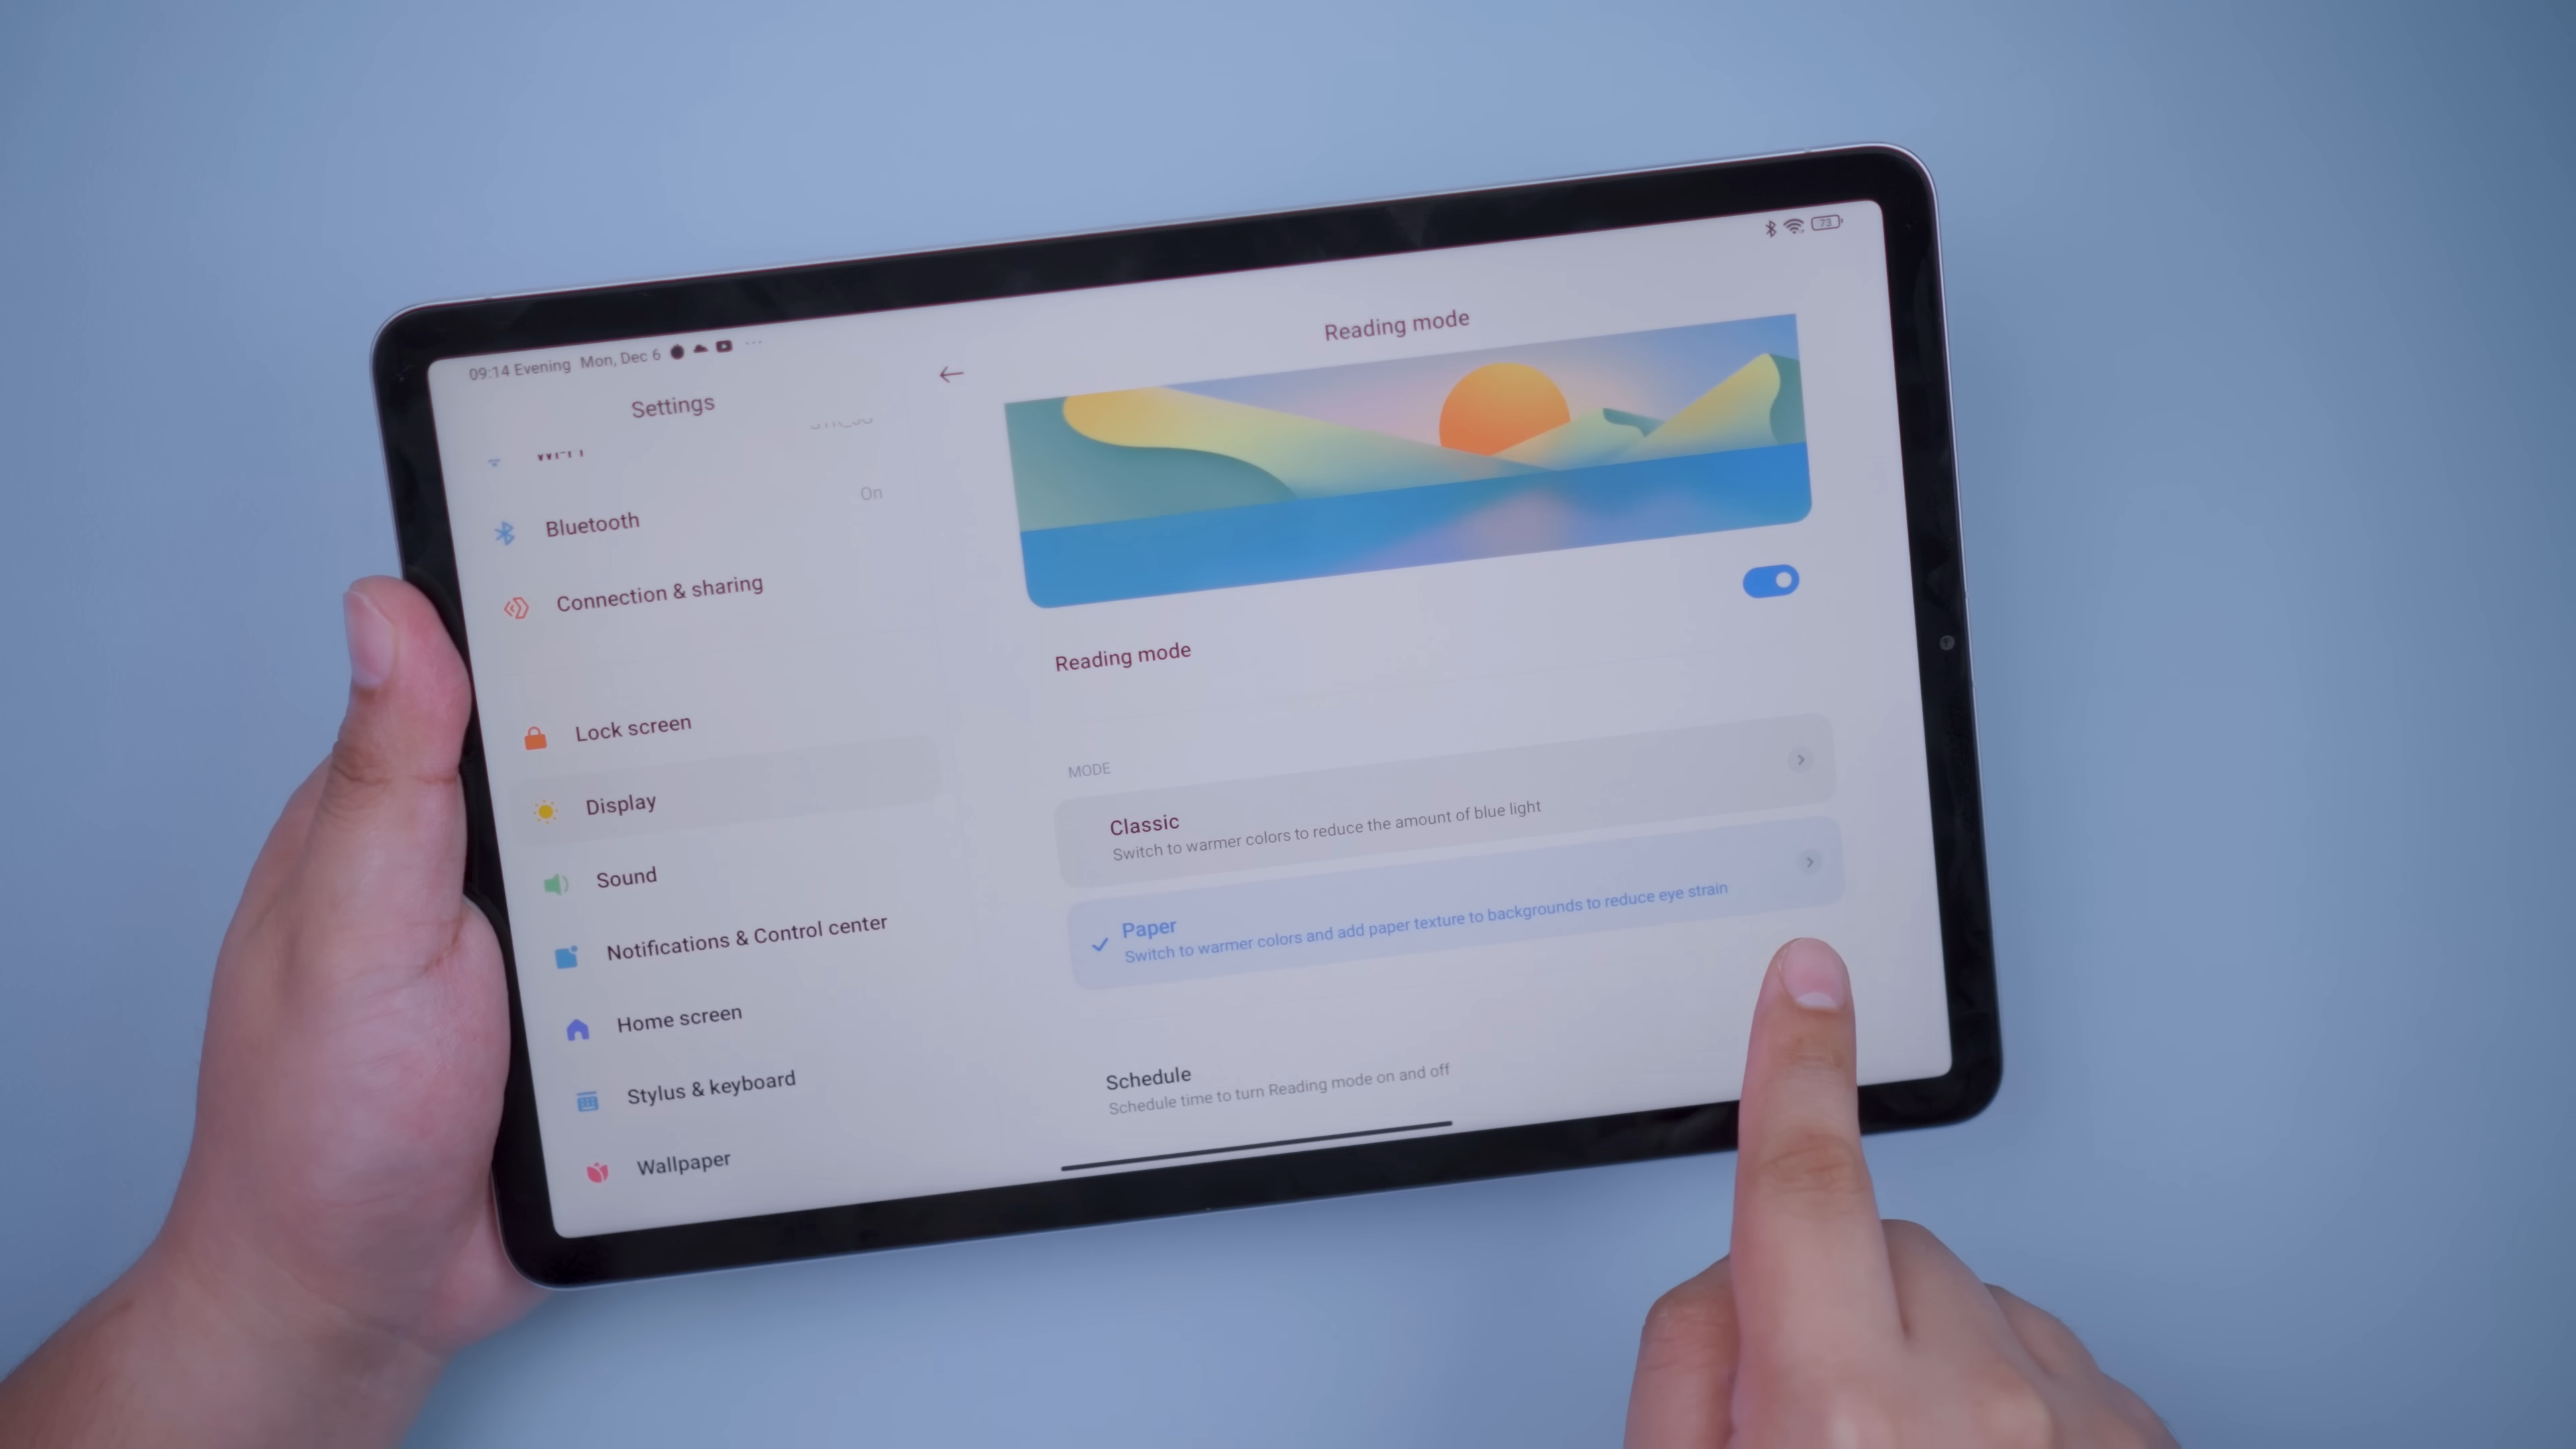 09:14 Evening Mon, Dec 6
73
Settings
Wi-Fi
Bluetooth
On
Connection & sharing
Lock screen
Display
Sound
Notifications & Control center
Home screen
Stylus & keyboard
Wallpaper
Reading mode
Reading mode
MODE
Classic
Switch to warmer colors to reduce the amount of blue light
Paper
Switch to warmer colors and add paper texture to backgrounds to reduce eye strain
Schedule
Schedule time to turn Reading mode on and off